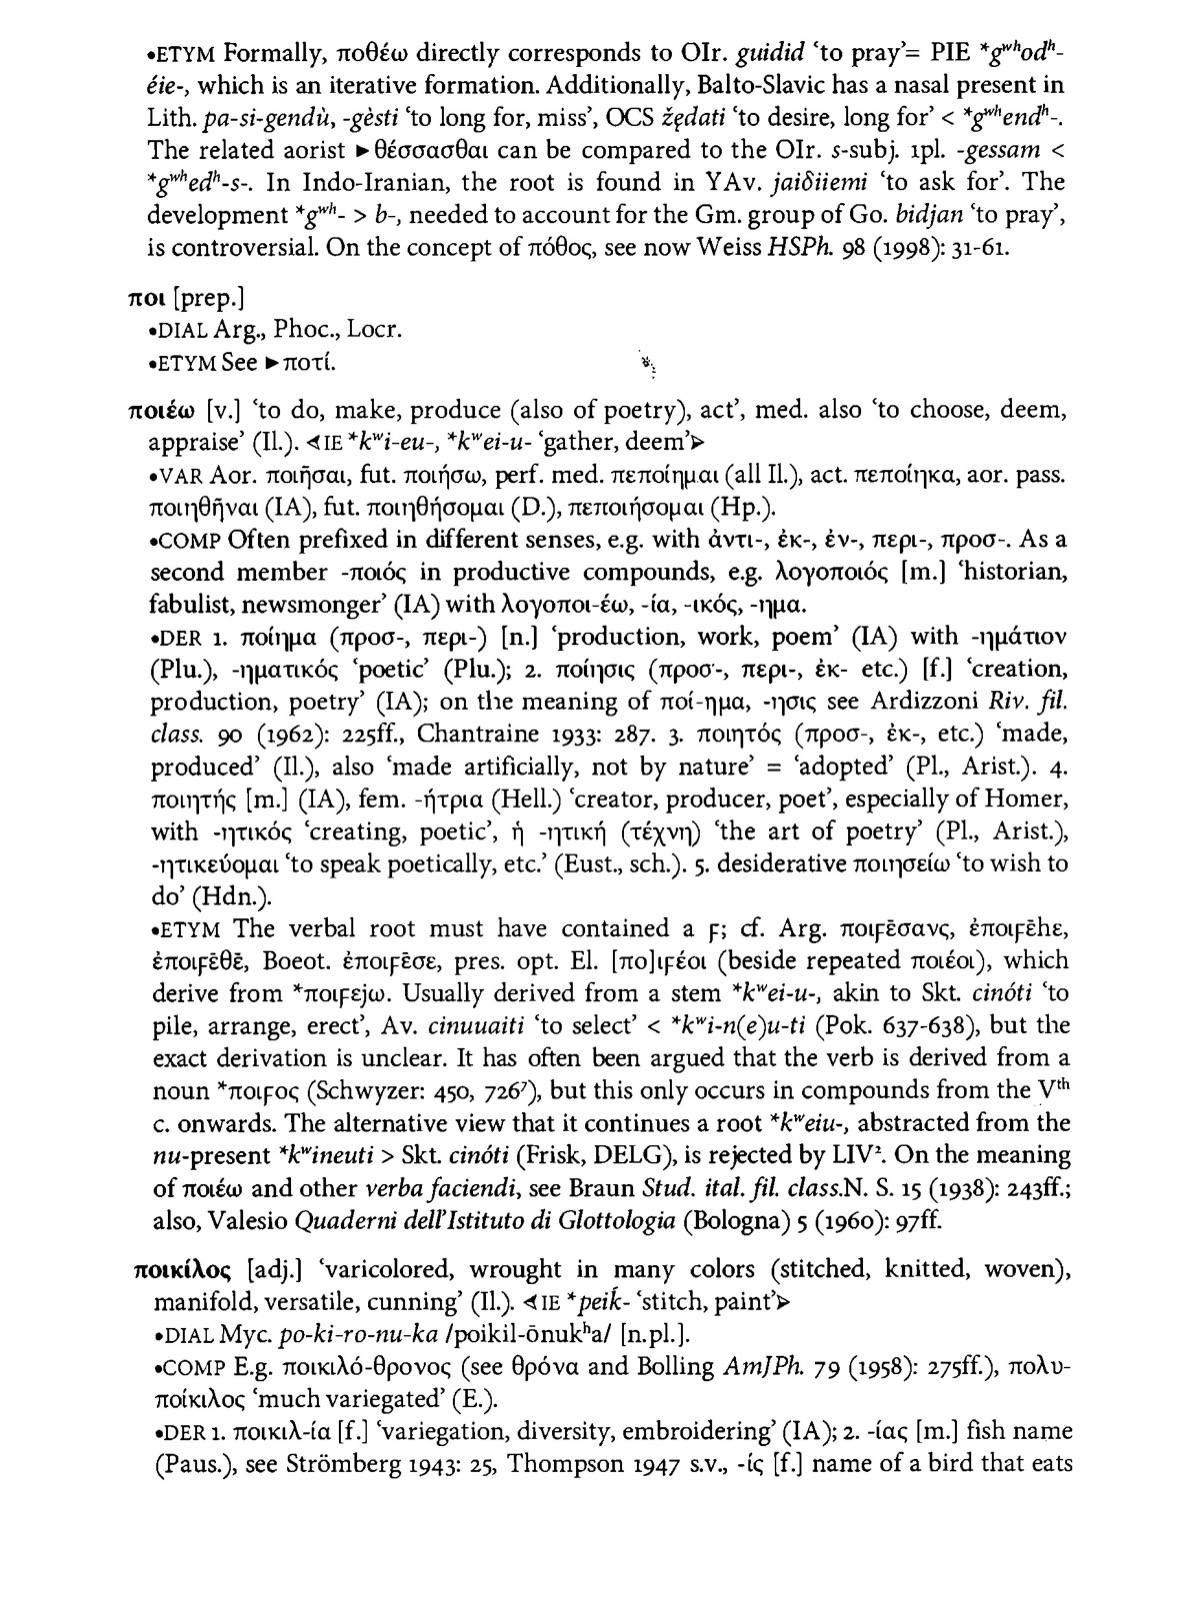 •ETYM Formally, ποθέω directly corresponds to OIr. guidid ‘to pray’= PIE *gʷʰodʰ-
éie-, which is an iterative formation. Additionally, Balto-Slavic has a nasal present in
Lith. pa-si-gendù, -gèsti ‘to long for, miss’, OCS žędati ‘to desire, long for’ < *gʷʰendʰ-.
The related aorist ►θέσσασθαι can be compared to the OIr. s-subj. 1pl. -gessam <
*gʷʰedʰ-s-. In Indo-Iranian, the root is found in YAv. jaiδiiemi ‘to ask for’. The
development *gʷʰ- > b-, needed to account for the Gm. group of Go. bidjan ‘to pray’,
is controversial. On the concept of πόθος, see now Weiss HSPh. 98 (1998): 31-61.
ποι [prep.]
•DIAL Arg., Phoc., Locr.
•ETYM See ►ποτί.
ποιέω [v.] ‘to do, make, produce (also of poetry), act’, med. also ‘to choose, deem,
appraise’ (Il.). ⊰IE *kʷi-eu-, *kʷei-u- ‘gather, deem’⊱
•VAR Aor. ποιῆσαι, fut. ποιήσω, perf. med. πεποίημαι (all Il.), act. πεποίηκα, aor. pass.
ποιηθῆναι (IA), fut. ποιηθήσομαι (D.), πεποιήσομαι (Hp.).
•COMP Often prefixed in different senses, e.g. with ἀντι-, ἐκ-, ἐν-, περι-, προσ-. As a
second member -ποιός in productive compounds, e.g. λογοποιός [m.] ‘historian,
fabulist, newsmonger’ (IA) with λογοποι-έω, -ία, -ικός, -ημα.
•DER 1. ποίημα (προσ-, περι-) [n.] ‘production, work, poem’ (IA) with -ημάτιον
(Plu.), -ηματικός ‘poetic’ (Plu.); 2. ποίησις (προσ-, περι-, ἐκ- etc.) [f.] ‘creation,
production, poetry’ (IA); on the meaning of ποί-ημα, -ησις see Ardizzoni Riv. fil.
class. 90 (1962): 225ff., Chantraine 1933: 287. 3. ποιητός (προσ-, ἐκ-, etc.) ‘made,
produced’ (Il.), also ‘made artificially, not by nature’ = ‘adopted’ (Pl., Arist.). 4.
ποιητής [m.] (IA), fem. -ήτρια (Hell.) ‘creator, producer, poet’, especially of Homer,
with -ητικός ‘creating, poetic’, ἡ -ητική (τέχνη) ‘the art of poetry’ (Pl., Arist.),
-ητικεύομαι ‘to speak poetically, etc.’ (Eust., sch.). 5. desiderative ποιησείω ‘to wish to
do’ (Hdn.).
•ETYM The verbal root must have contained a ϝ; cf. Arg. ποιϝε̄σανς, ἐποιϝε̄hε,
ἐποιϝε̄θε̄, Boeot. ἐποιϝε̄σε, pres. opt. El. [πο]ιϝέοι (beside repeated ποιέοι), which
derive from *ποιϝεjω. Usually derived from a stem *kʷei-u-, akin to Skt. cinóti ‘to
pile, arrange, erect’, Av. cinuuaiti ‘to select’ < *kʷi-n(e)u-ti (Pok. 637-638), but the
exact derivation is unclear. It has often been argued that the verb is derived from a
noun *ποιϝος (Schwyzer: 450, 726⁷), but this only occurs in compounds from the Vᵗʰ
c. onwards. The alternative view that it continues a root *kʷeiu-, abstracted from the
nu-present *kʷineuti > Skt. cinóti (Frisk, DELG), is rejected by LIV². On the meaning
of ποιέω and other verba faciendi, see Braun Stud. ital. fil. class.N. S. 15 (1938): 243ff.;
also, Valesio Quaderni dell’Istituto di Glottologia (Bologna) 5 (1960): 97ff.
ποικίλος [adj.] ‘varicolored, wrought in many colors (stitched, knitted, woven),
manifold, versatile, cunning’ (Il.). ⊰IE *peiḱ- ‘stitch, paint’⊱
•DIAL Myc. po-ki-ro-nu-ka /poikil-ōnukʰa/ [n.pl.].
•COMP E.g. ποικιλό-θρονος (see θρόνα and Bolling AmJPh. 79 (1958): 275ff.), πολυ-
ποίκιλος ‘much variegated’ (E.).
•DER 1. ποικιλ-ία [f.] ‘variegation, diversity, embroidering’ (IA); 2. -ίας [m.] fish name
(Paus.), see Strömberg 1943: 25, Thompson 1947 s.v., -ίς [f.] name of a bird that eats